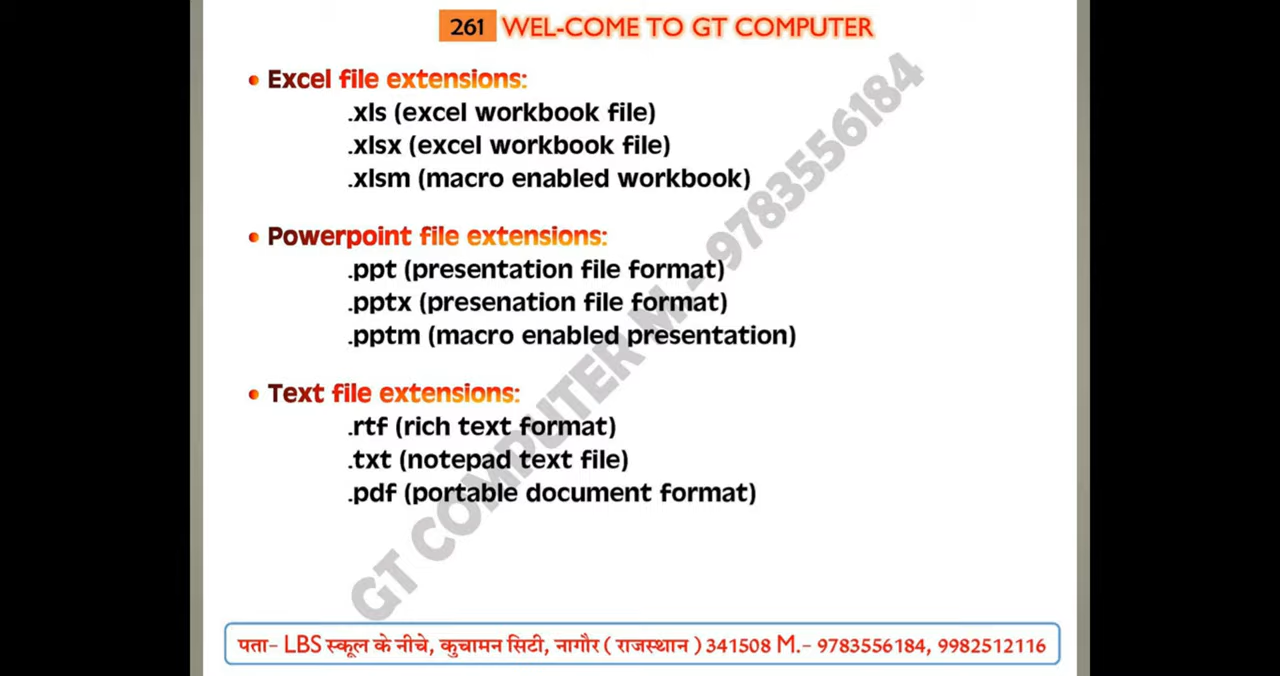 261 WEL-COME TO GT COMPUTER
• Excel file extensions:
.xls (excel workbook file)
.xlsx (excel workbook file)
.xlsm (macro enabled workbook)
• Powerpoint file extensions:
.ppt (presentation file format)
.pptx (presenation file format)
.pptm (macro enabled presentation)
• Text file extensions:
.rtf (rich text format)
.txt (notepad text file)
.pdf (portable document format)
GT COMPUTER M - 9783556184
पता- LBS स्कूल के नीचे, कुचामन सिटी, नागौर ( राजस्थान ) 341508 M.- 9783556184, 9982512116